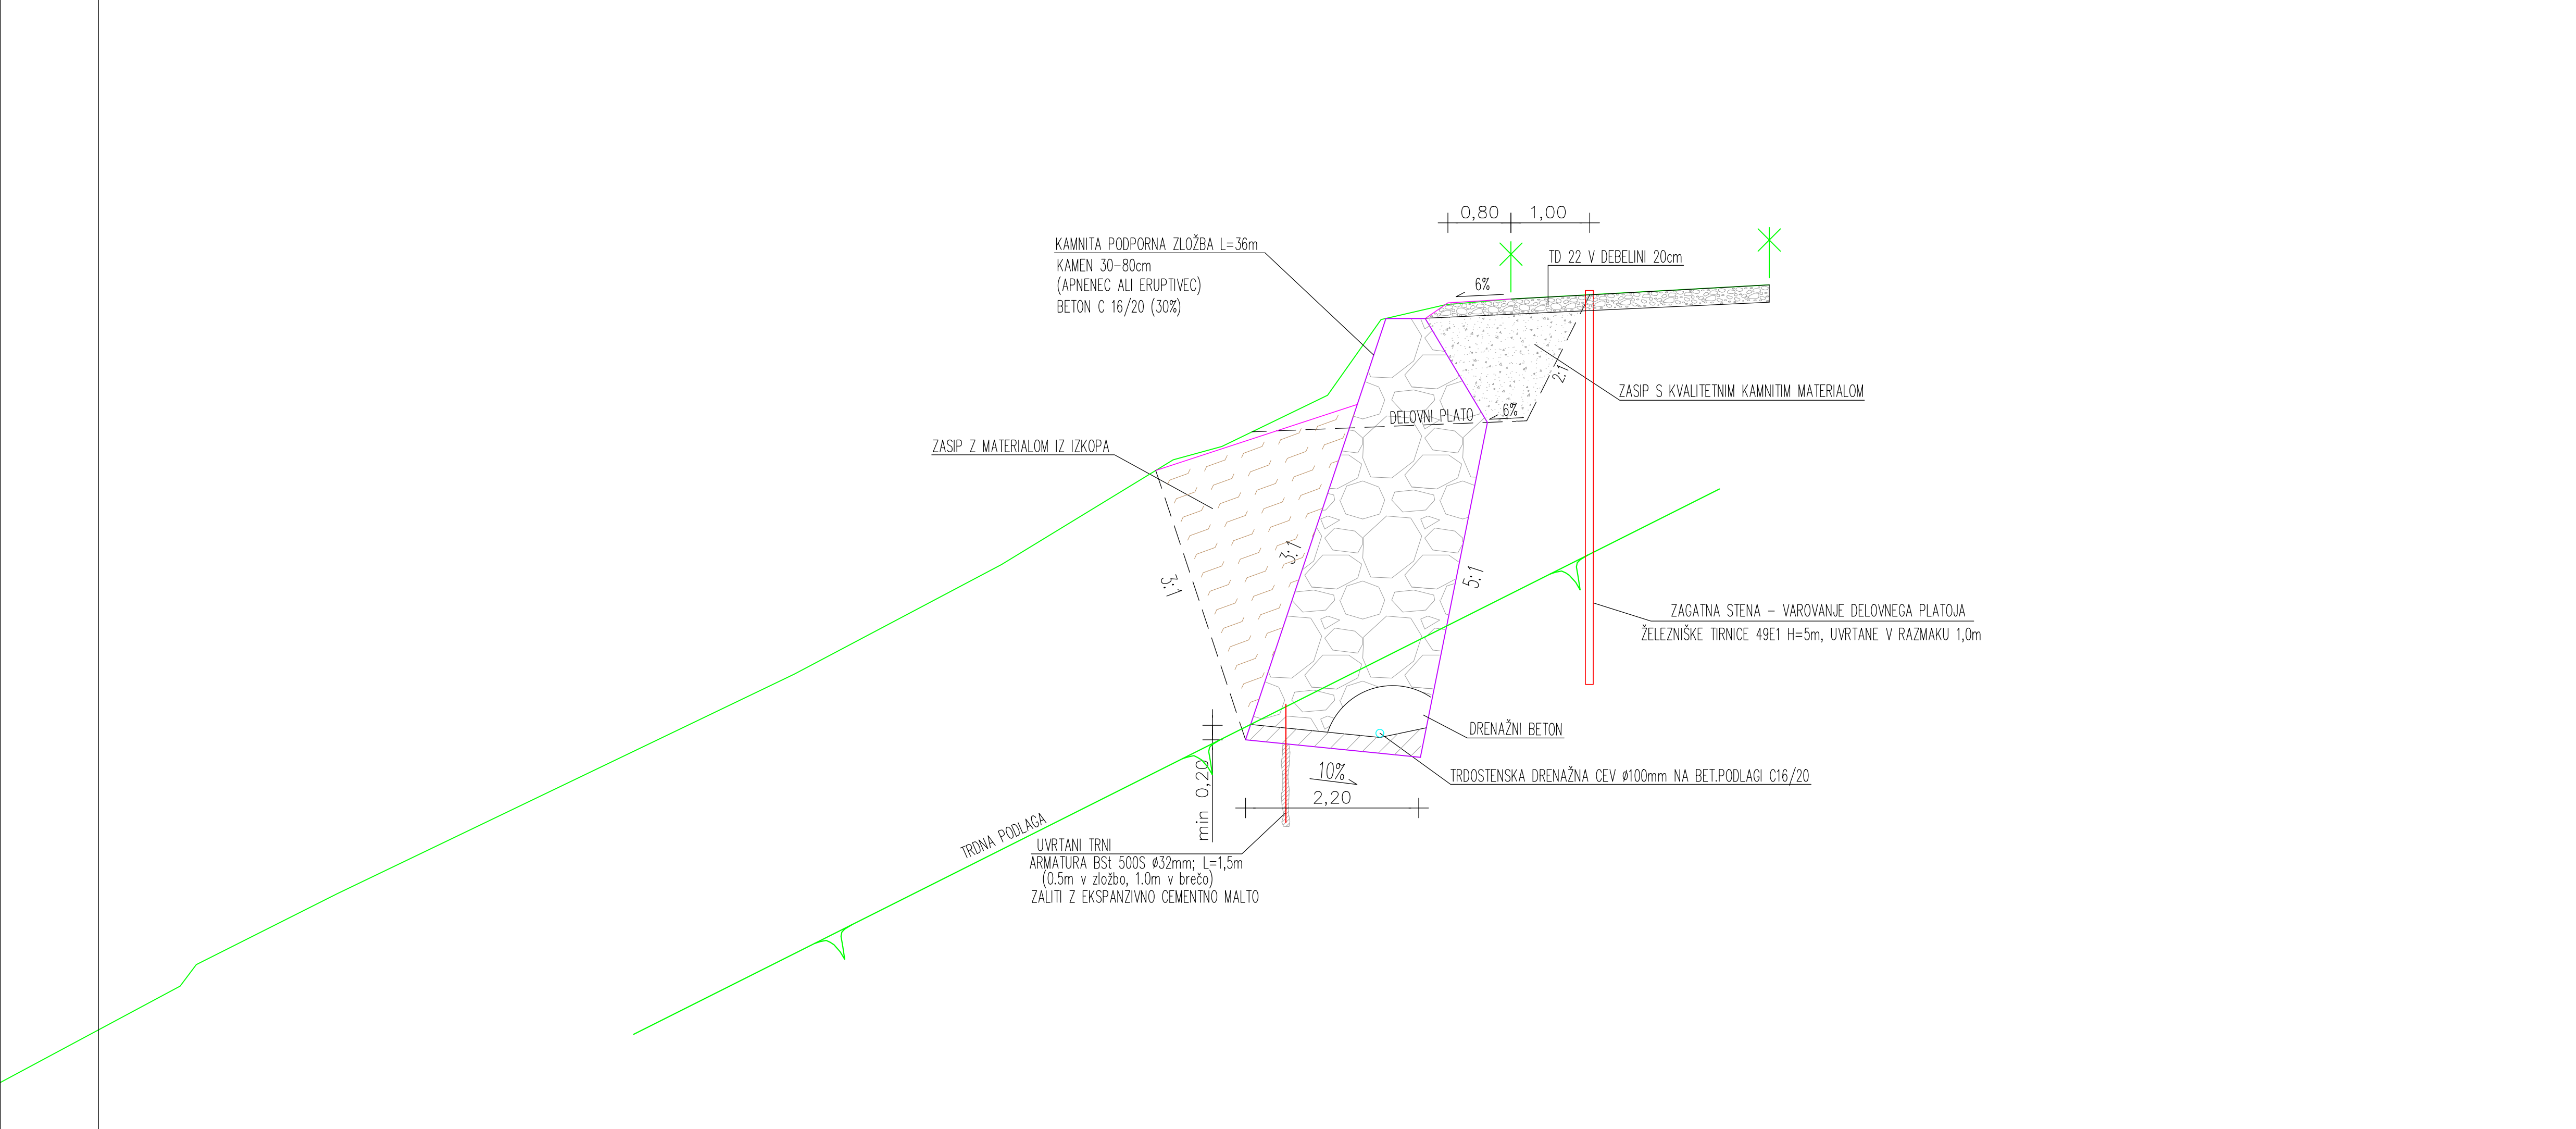 0,80
1,00
KAMNITA PODPORNA ZLOŽBA L=36m
KAMEN 30-80cm
(APNENEC ALI ERUPTIVEC)
BETON C 16/20 (30%)
TD 22 V DEBELINI 20cm
6%
2:1
ZASIP S KVALITETNIM KAMNITIM MATERIALOM
DELOVNI PLATO
6%
ZASIP Z MATERIALOM IZ IZKOPA
3:1
3:1
5:1
ZAGATNA STENA - VAROVANJE DELOVNEGA PLATOJA
ŽELEZNIŠKE TIRNICE 49E1 H=5m, UVRTANE V RAZMAKU 1,0m
DRENAŽNI BETON
TRDOSTENSKA DRENAŽNA CEV ø100mm NA BET.PODLAGI C16/20
10%
2,20
min 0,20
TRDNA PODLAGA
UVRTANI TRNI
ARMATURA BSt 500S ø32mm; L=1,5m
(0.5m v zložbo, 1.0m v brečo)
ZALITI Z EKSPANZIVNO CEMENTNO MALTO